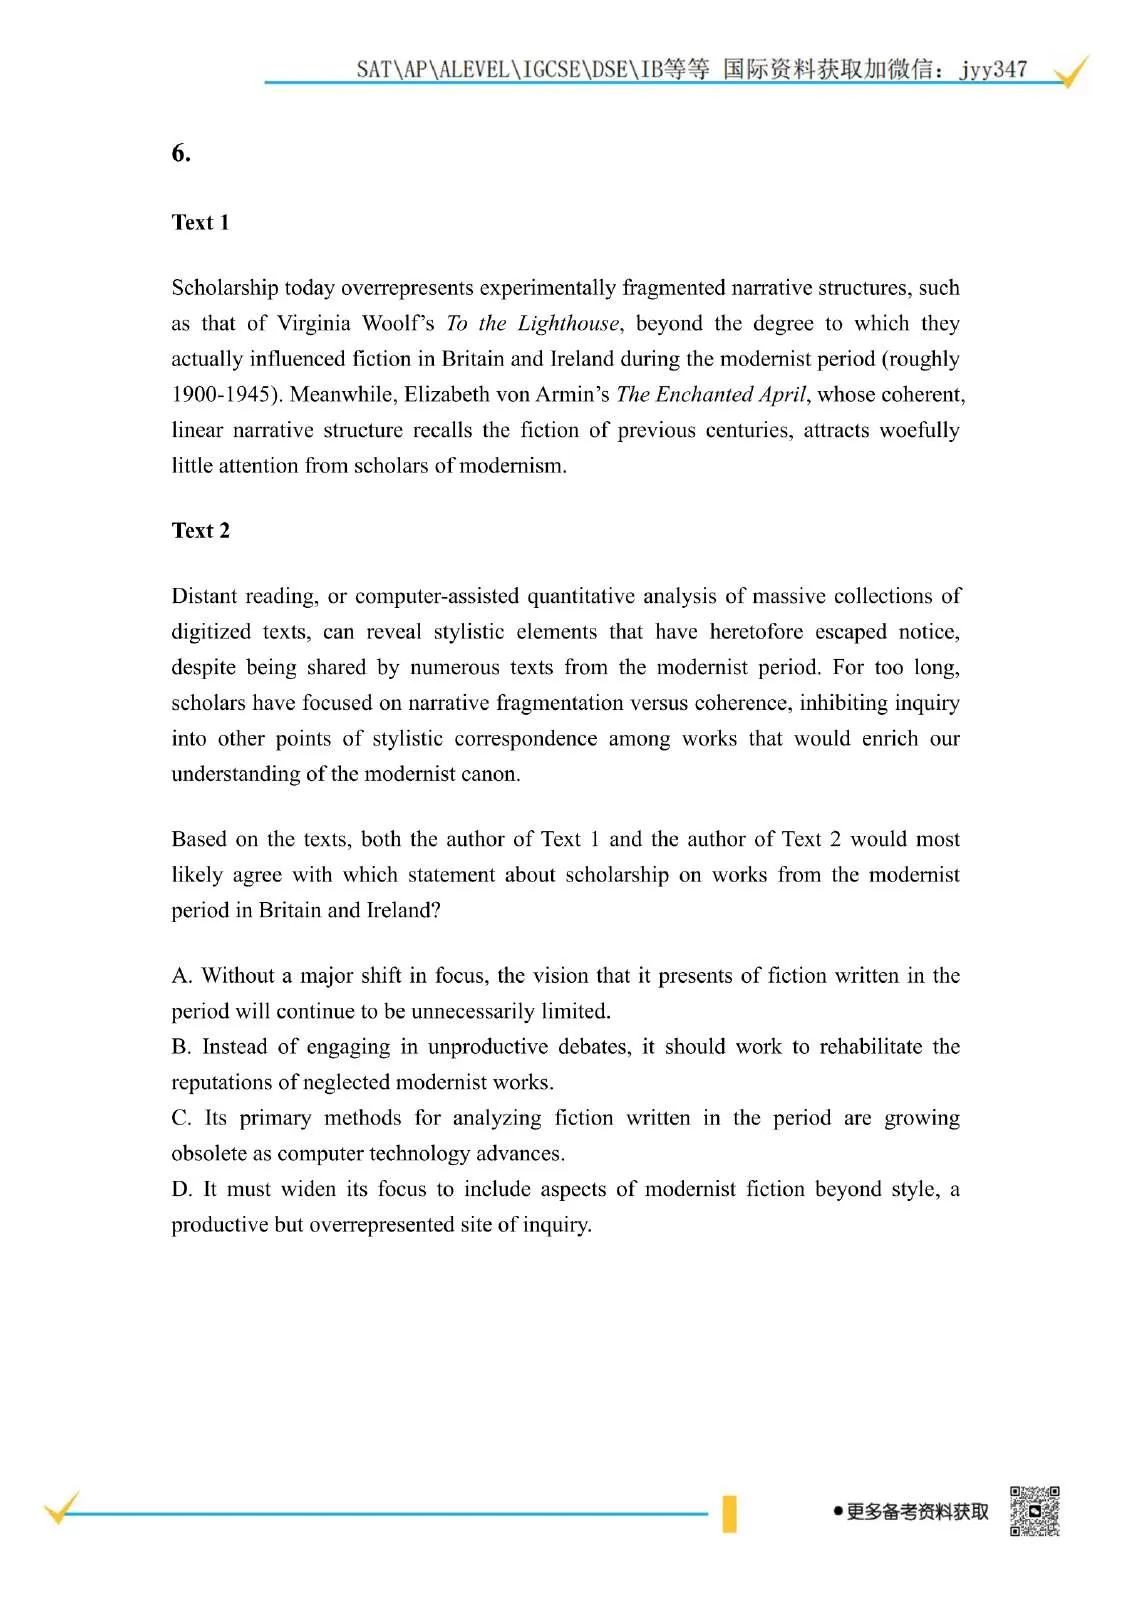 SAT\AP\ALEVEL\IGCSE\DSE\IB等等 国际资料获取加微信：jyy347
6.
Text 1
Scholarship today overrepresents experimentally fragmented narrative structures, such
as that of Virginia Woolf's To the Lighthouse, beyond the degree to which they
actually influenced fiction in Britain and Ireland during the modernist period (roughly
1900-1945). Meanwhile, Elizabeth von Armin's The Enchanted April, whose coherent,
linear narrative structure recalls the fiction of previous centuries, attracts woefully
little attention from scholars of modernism.
Text 2
Distant reading, or computer-assisted quantitative analysis of massive collections of
digitized texts, can reveal stylistic elements that have heretofore escaped notice,
despite being shared by numerous texts from the modernist period. For too long,
scholars have focused on narrative fragmentation versus coherence, inhibiting inquiry
into other points of stylistic correspondence among works that would enrich our
understanding of the modernist canon.
Based on the texts, both the author of Text 1 and the author of Text 2 would most
likely agree with which statement about scholarship on works from the modernist
period in Britain and Ireland?
A. Without a major shift in focus, the vision that it presents of fiction written in the
period will continue to be unnecessarily limited.
B. Instead of engaging in unproductive debates, it should work to rehabilitate the
reputations of neglected modernist works.
C. Its primary methods for analyzing fiction written in the period are growing
obsolete as computer technology advances.
D. It must widen its focus to include aspects of modernist fiction beyond style, a
productive but overrepresented site of inquiry.
●更多备考资料获取